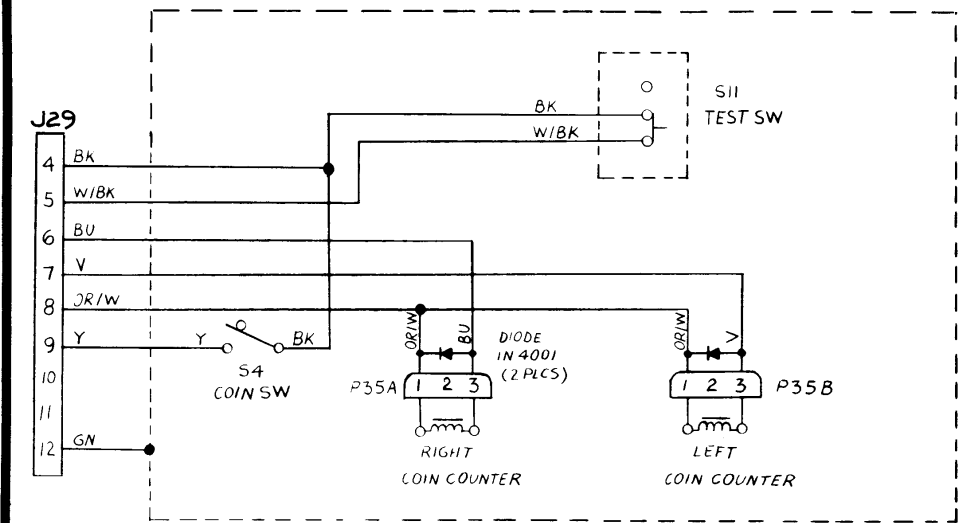 S11
TEST SW
BK
W/BK
J29
4 BK
5 W/BK
6 BU
7 V
8 OR/W
9 Y Y BK
10
11
12 GN
S4
COIN SW
OR/W
BU
DIODE
IN 4001
(2 PLCS)
OR/W
V
P35A 1 2 3
1 2 3 P35B
RIGHT
COIN COUNTER
LEFT
COIN COUNTER